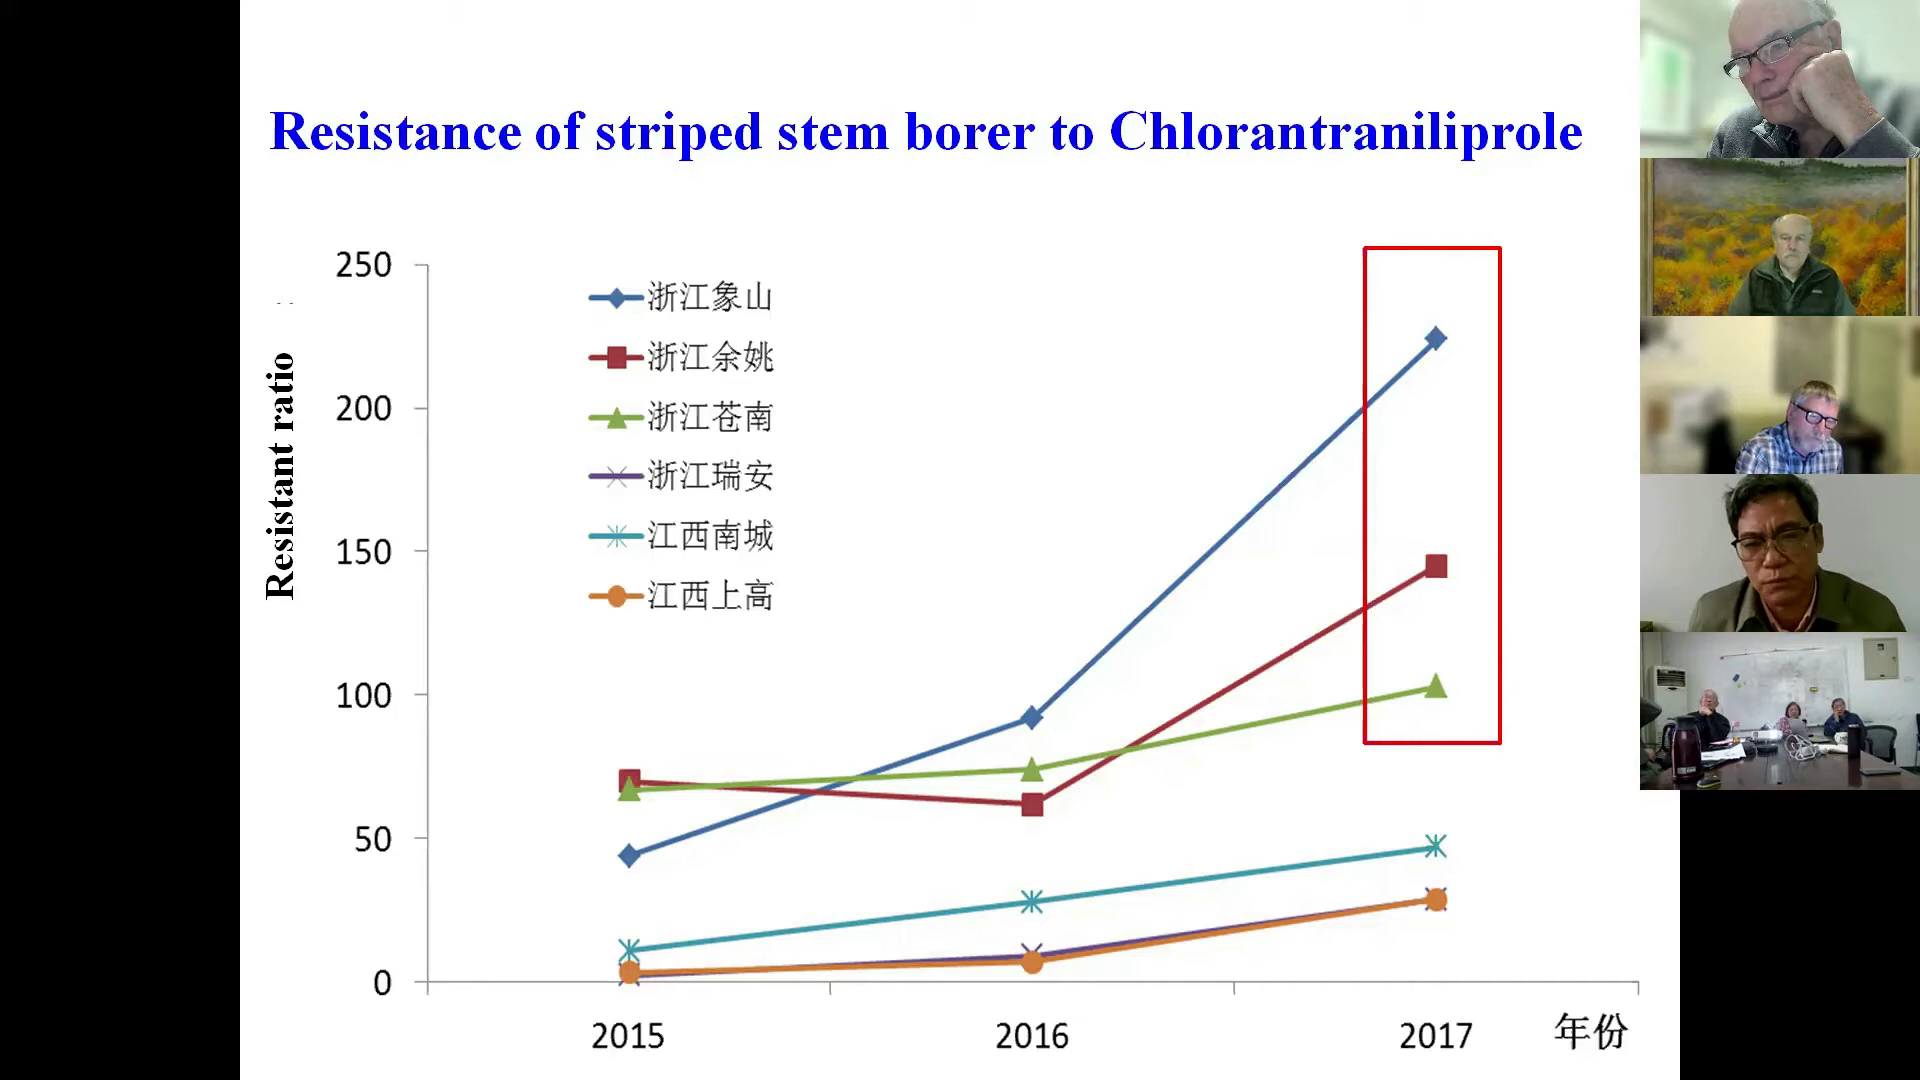 Resistance of striped stem borer to Chlorantraniliprole
Resistant ratio
250
200
150
100
50
0
浙江象山
浙江余姚
浙江苍南
浙江瑞安
江西南城
江西上高
2015
2016
2017
年份